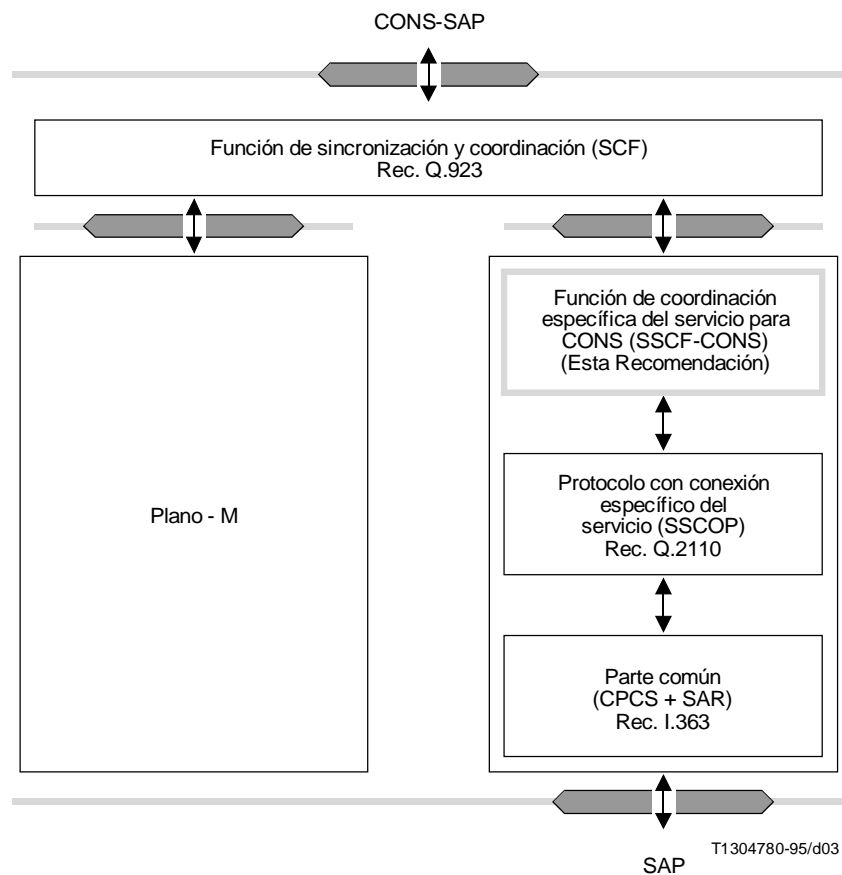 CONS-SAP
Función de sincronización y coordinación (SCF)
Rec. Q.923
Función de coordinación
específica del servicio para
CONS (SSCF-CONS)
(Esta Recomendación)
Plano - M
Protocolo con conexión
específico del
servicio (SSCOP)
Rec. Q.2110
Parte común
(CPCS + SAR)
Rec. I.363
T1304780-95/d03
SAP